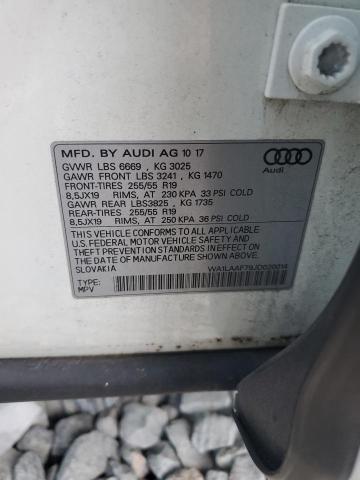 MFD. BY AUDI AG 10 17
GVWR LBS 6669 , KG 3025
GAWR FRONT LBS 3241 , KG 1470
FRONT-TIRES 255/55 R19
8,5JX19 RIMS, AT 230 KPA 33 PSI COLD
GAWR REAR LBS3825 , KG 1735
REAR-TIRES 255/55 R19
8,5JX19 RIMS, AT 250 KPA 36 PSI COLD
THIS VEHICLE CONFORMS TO ALL APPLICABLE
U.S. FEDERAL MOTOR VEHICLE SAFETY AND
THEFT PREVENTION STANDARDS IN EFFECT ON
THE DATE OF MANUFACTURE SHOWN ABOVE.
SLOVAKIA
WA1LAAF79JD020014
TYPE:
MPV
Audi